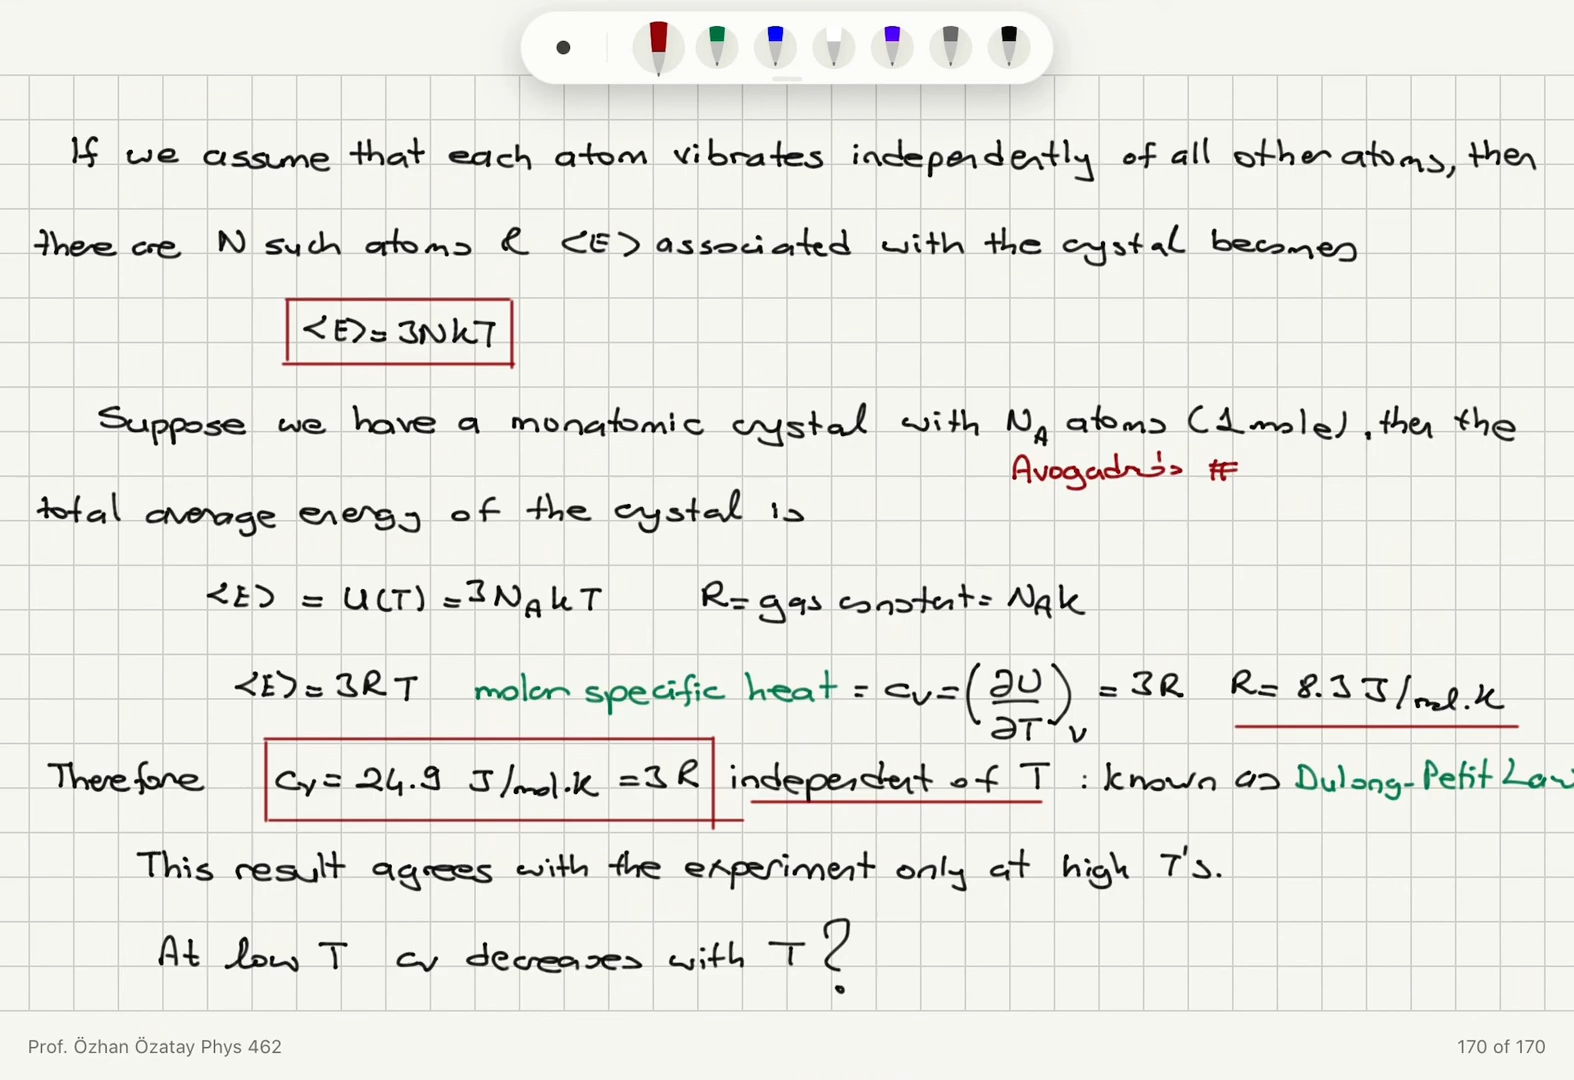 If we assume that each atom vibrates independently of all other atoms, then
there are N such atoms & <E> associated with the crystal becomes
<E> = 3NkT
Suppose we have a monatomic crystal with N_A atoms (1 mole), then the
Avogadro's #
total average energy of the crystal is
<E> = U(T) = 3N_A k T R = gas constant = N_A k
<E> = 3RT molar specific heat = c_v = (∂U/∂T)_v = 3R R = 8.3 J/mol.K
Therefore c_v = 24.9 J/mol.K = 3R independent of T : known as Dulong-Petit Law
This result agrees with the experiment only at high T's.
At low T c_v decreases with T ?
Prof. Özhan Özatay Phys 462
170 of 170